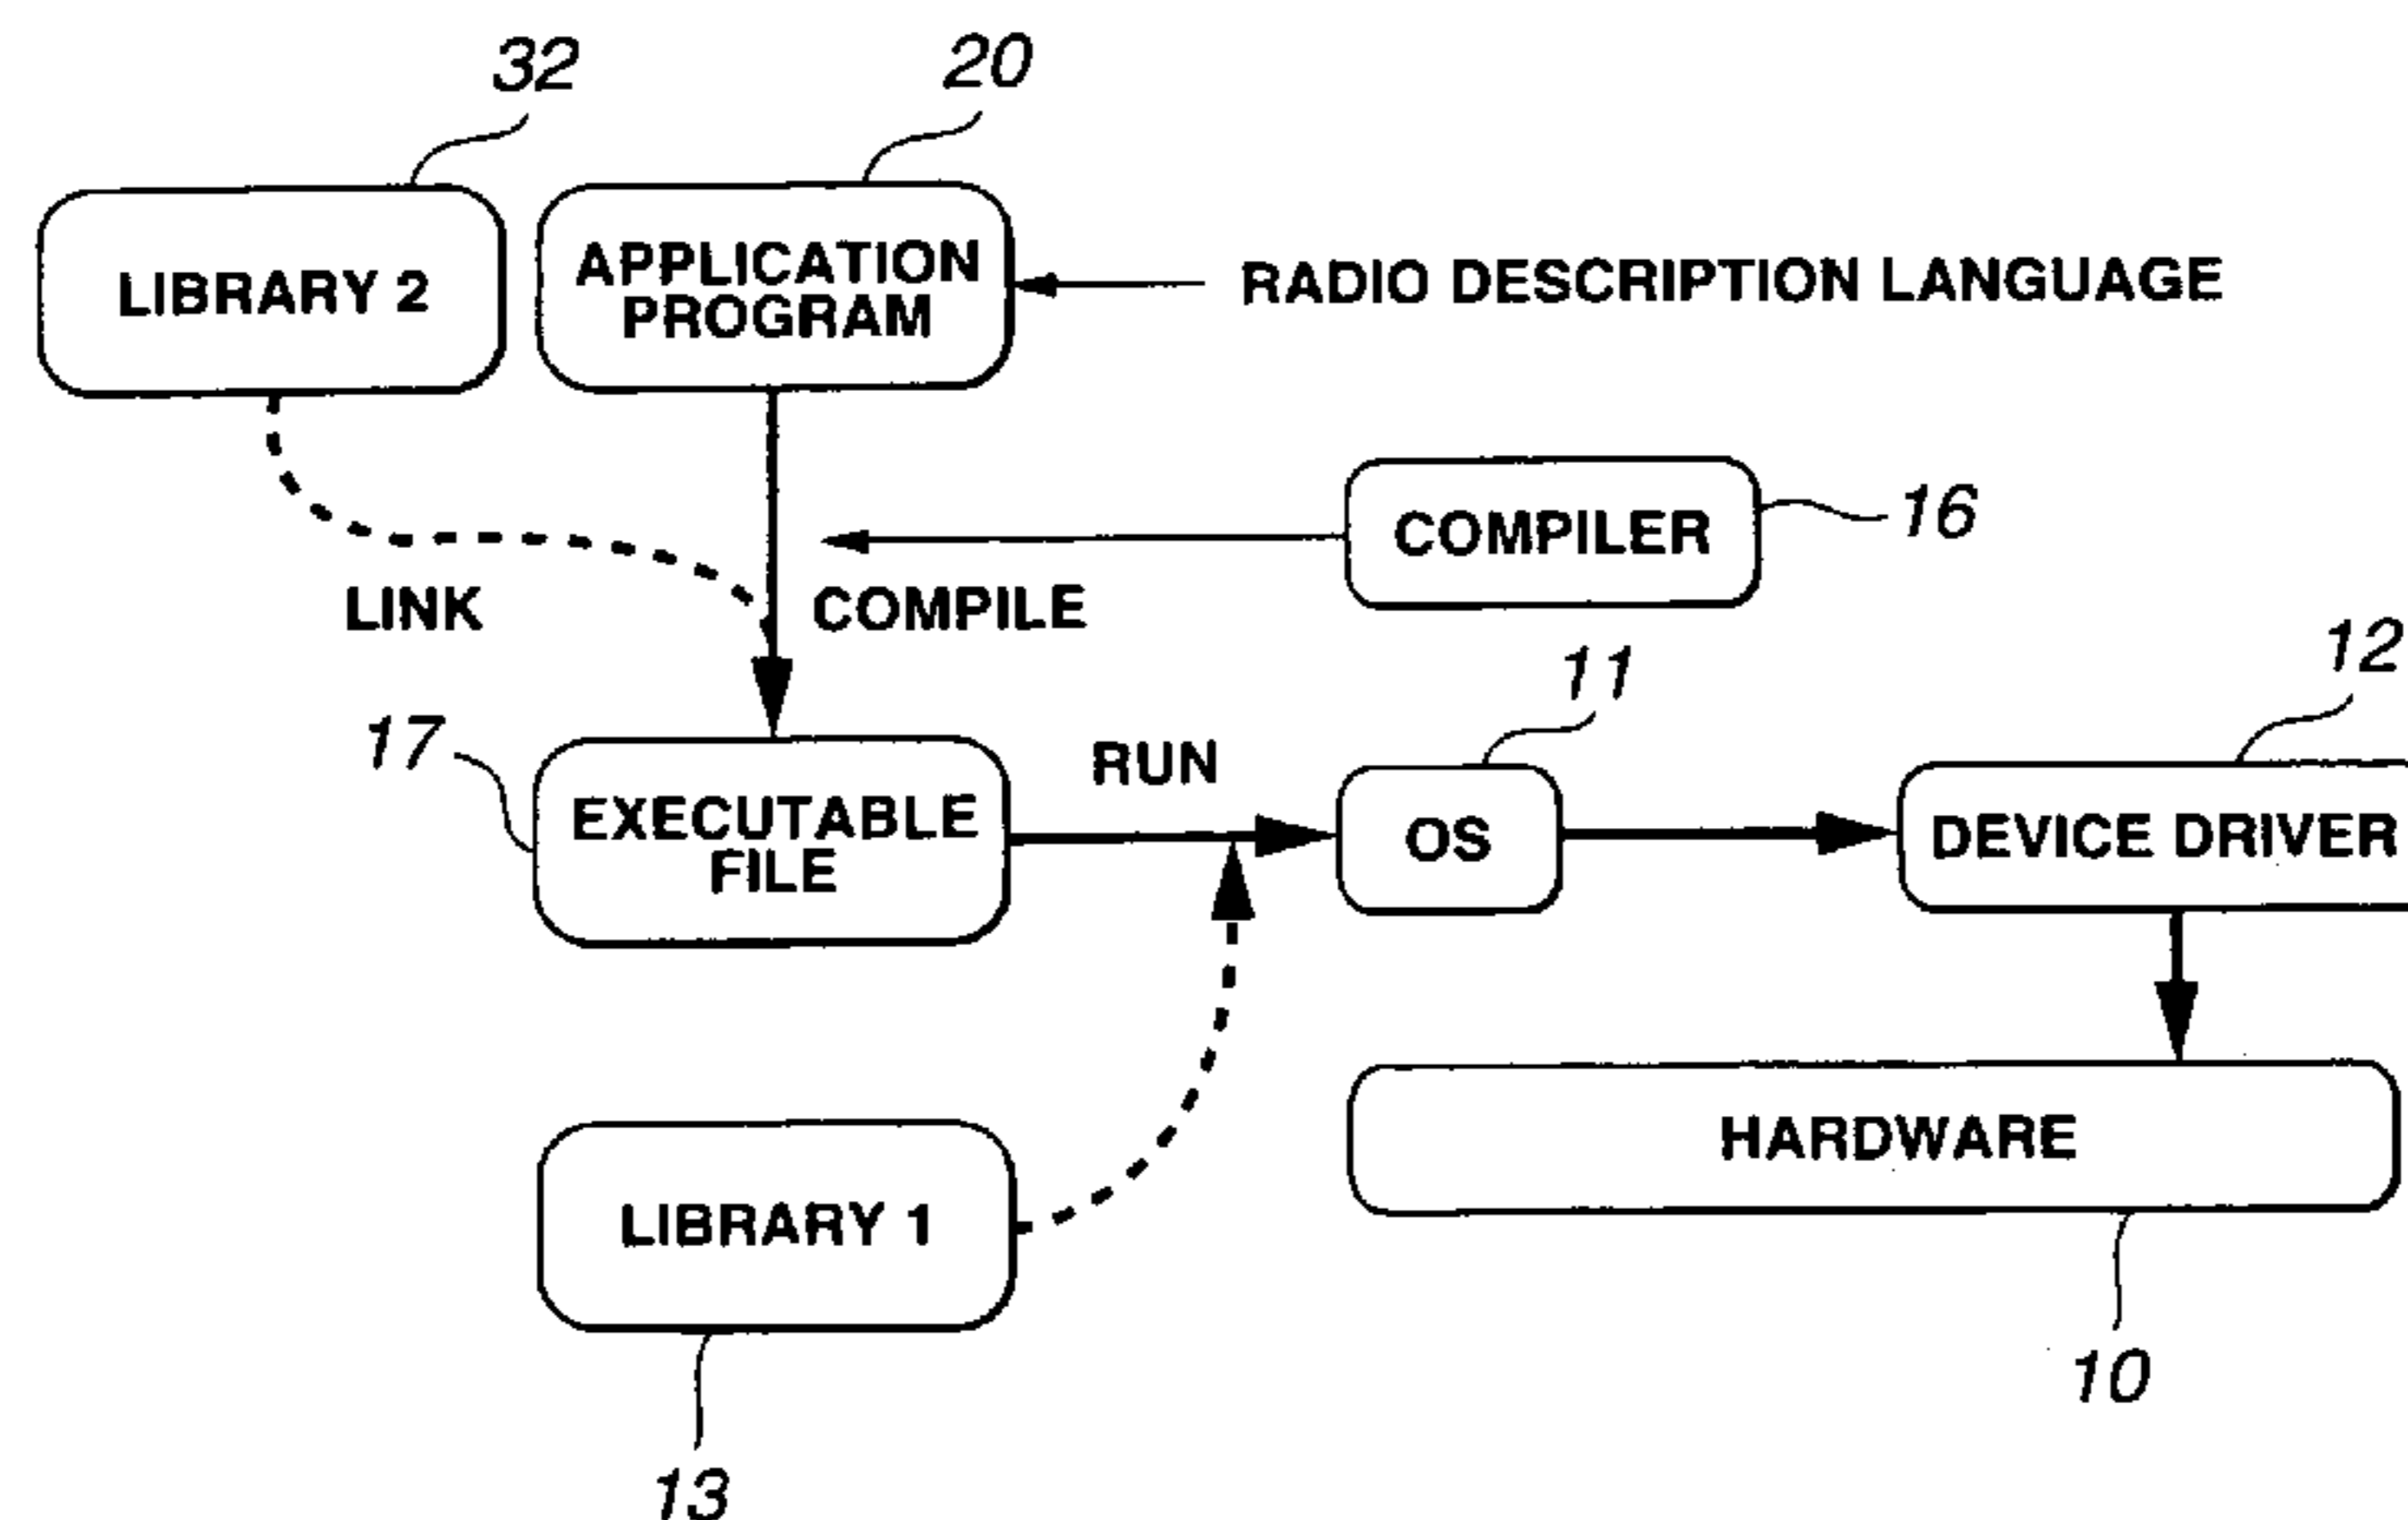 32
20
LIBRARY 2
APPLICATION
PROGRAM
RADIO DESCRIPTION LANGUAGE
COMPILER
16
LINK
COMPILE
11
12
17
EXECUTABLE
FILE
RUN
OS
DEVICE DRIVER
HARDWARE
LIBRARY 1
10
13